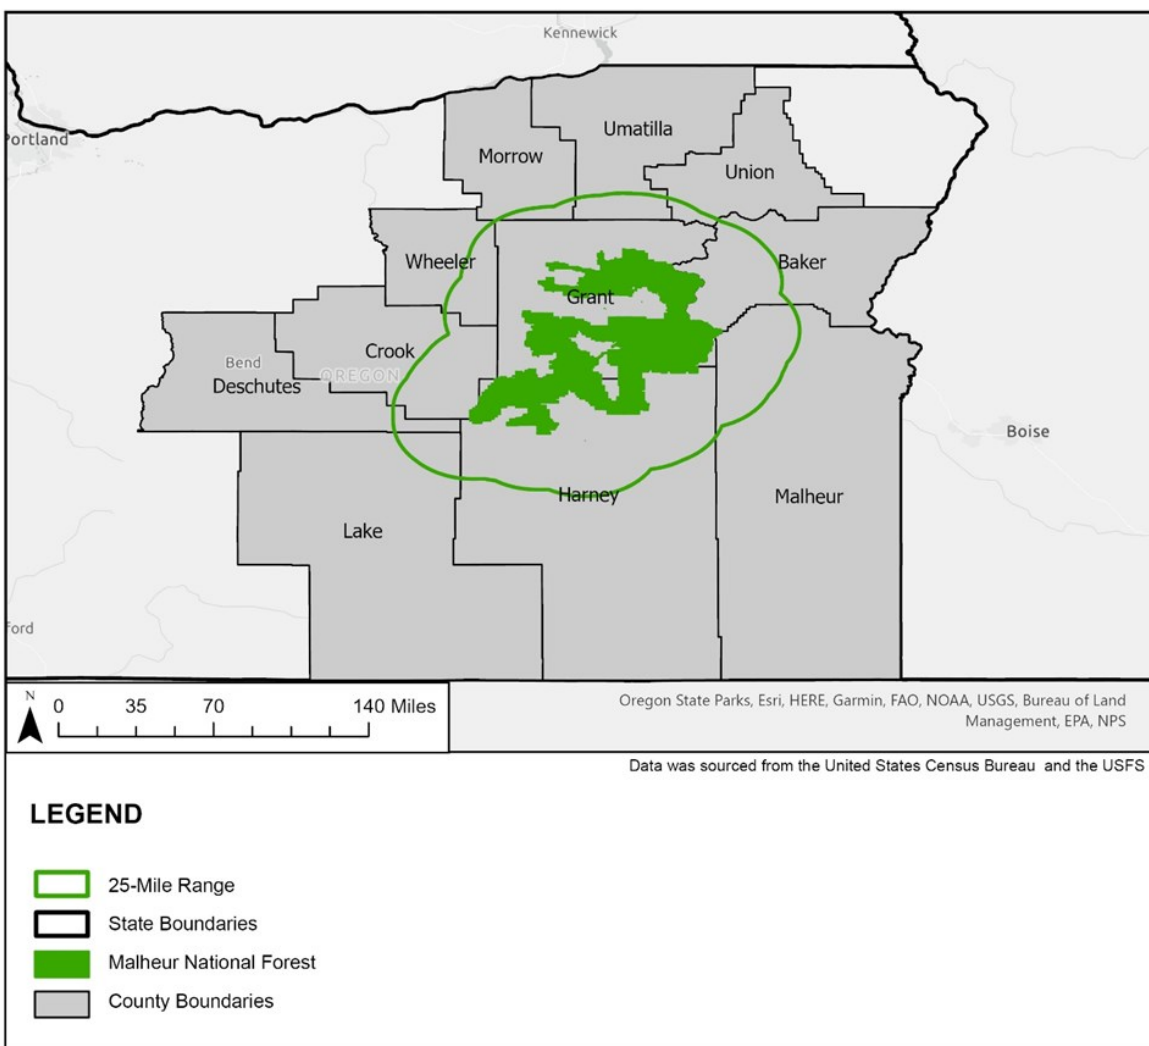 Kennewick
Portland
Umatilla
Morrow
Union
Wheeler
Baker
Grant
Crook
Bend
OREGON
Deschutes
Boise
Harney
Malheur
Lake
ford
N
0 35 70 140 Miles
Oregon State Parks, Esri, HERE, Garmin, FAO, NOAA, USGS, Bureau of Land
Management, EPA, NPS
Data was sourced from the United States Census Bureau and the USFS
LEGEND
25-Mile Range
State Boundaries
Malheur National Forest
County Boundaries